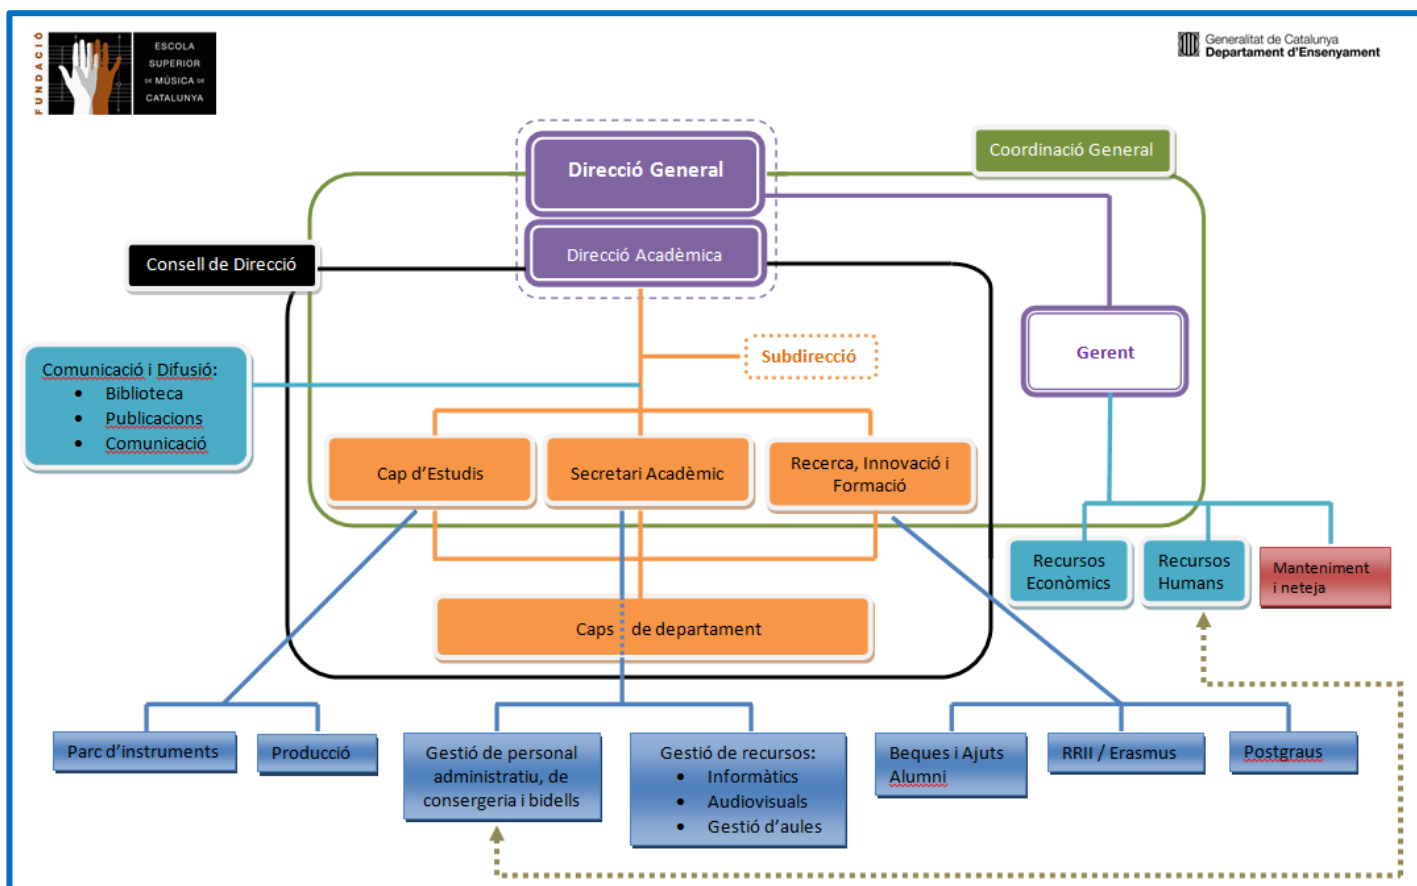 FUNDACIÓ
ESCOLA
SUPERIOR
DE MÚSICA DE
CATALUNYA
Generalitat de Catalunya
Departament d'Ensenyament
Coordinació General
Direcció General
Direcció Acadèmica
Consell de Direcció
Subdirecció
Gerent
Comunicació i Difusió:
• Biblioteca
• Publicacions
• Comunicació
Cap d'Estudis
Secretari Acadèmic
Recerca, Innovació i
Formació
Recursos
Econòmics
Recursos
Humans
Manteniment
i neteja
Caps de departament
Parc d'instruments
Producció
Gestió de personal
administratiu, de
consergeria i bidells
Gestió de recursos:
• Informàtics
• Audiovisuals
• Gestió d'aules
Beques i Ajuts
Alumni
RRII / Erasmus
Postgraus